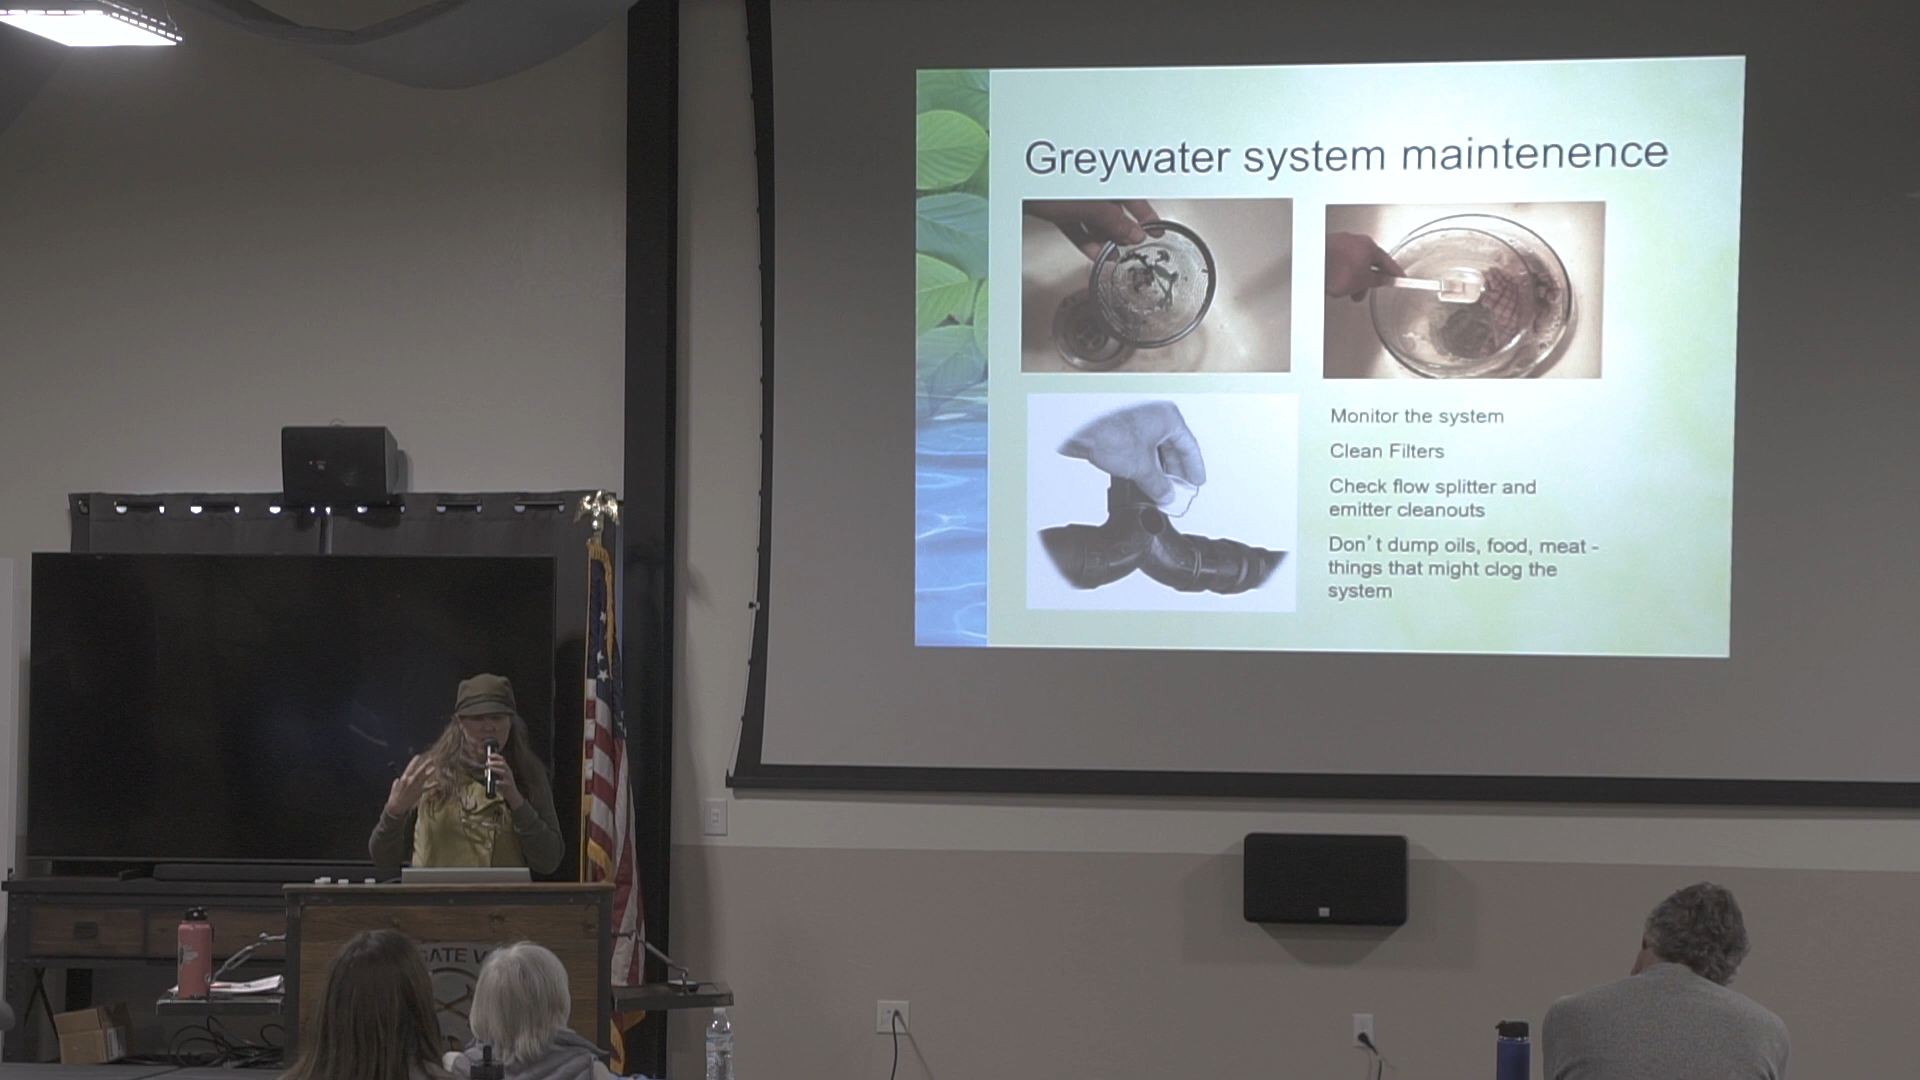 Greywater system maintenence
Monitor the system
Clean Filters
Check flow splitter and
emitter cleanouts
Don't dump oils, food, meat -
things that might clog the
system
GATE